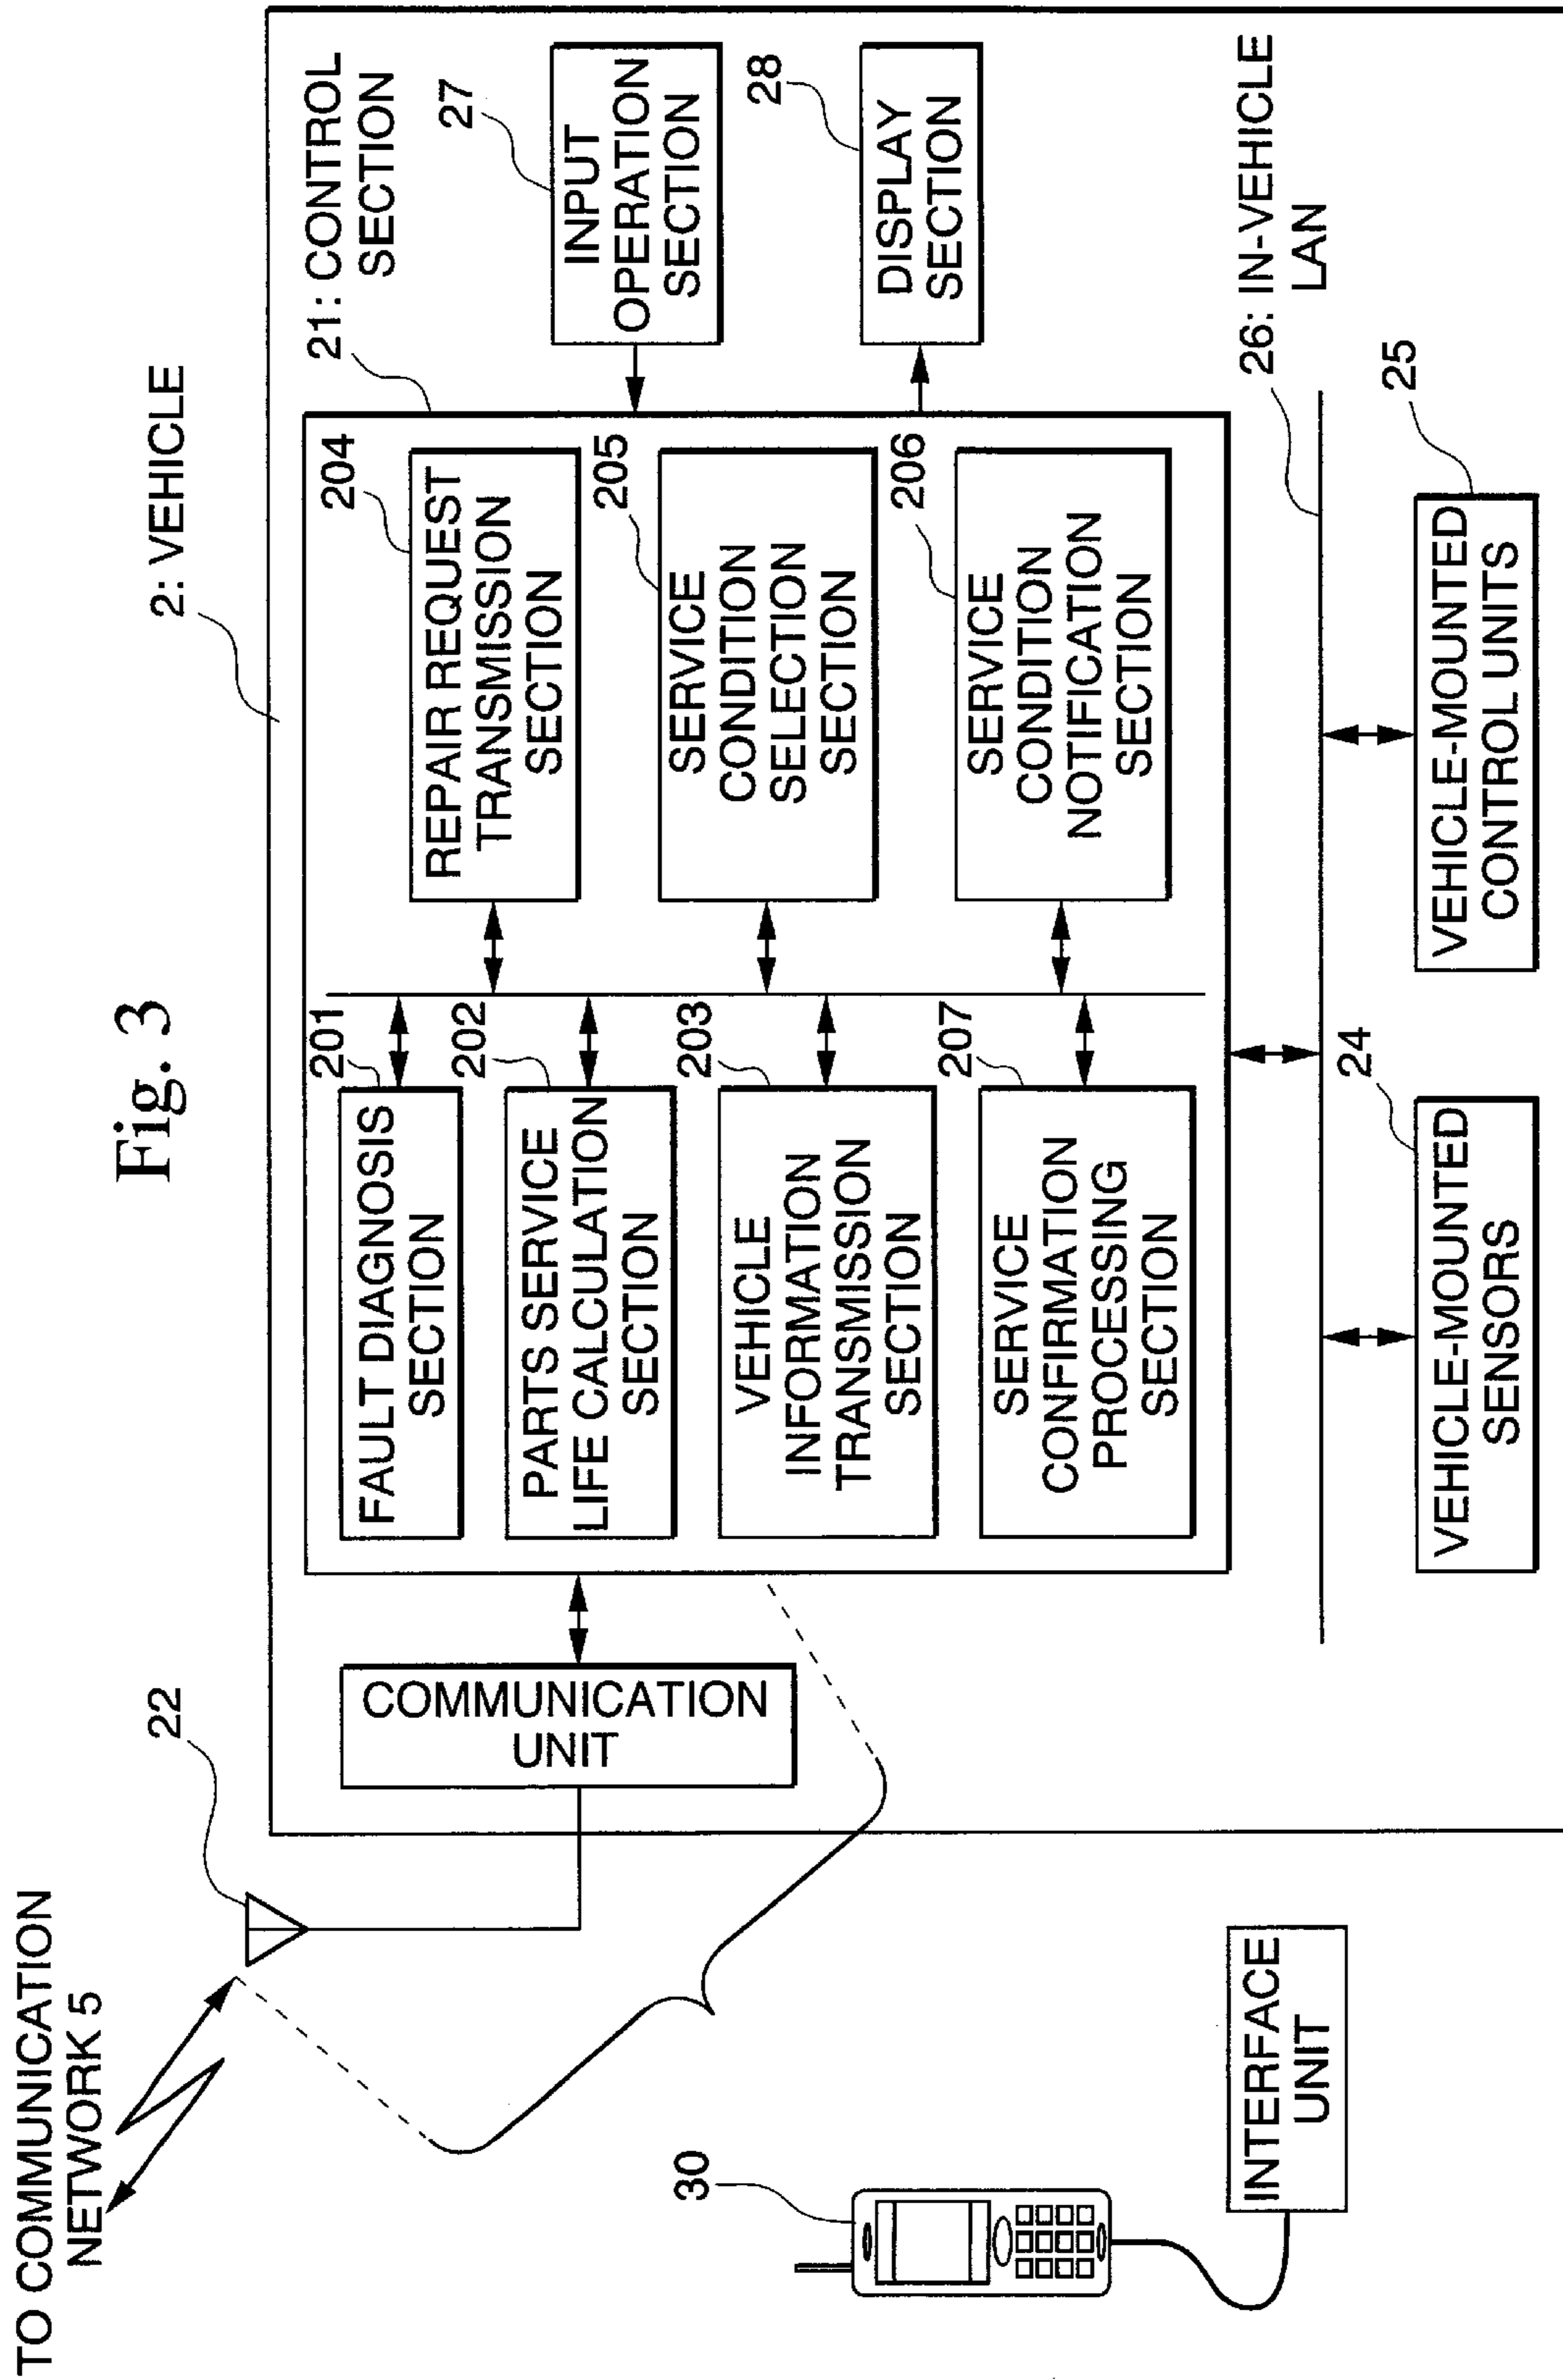 Fig. 3
2: VEHICLE
TO COMMUNICATION
NETWORK 5
22
COMMUNICATION
UNIT
21: CONTROL
SECTION
201
FAULT DIAGNOSIS
SECTION
202
PARTS SERVICE
LIFE CALCULATION
SECTION
203
VEHICLE
INFORMATION
TRANSMISSION
SECTION
207
SERVICE
CONFIRMATION
PROCESSING
SECTION
204
REPAIR REQUEST
TRANSMISSION
SECTION
205
SERVICE
CONDITION
SELECTION
SECTION
206
SERVICE
CONDITION
NOTIFICATION
SECTION
27
INPUT
OPERATION
SECTION
28
DISPLAY
SECTION
26: IN-VEHICLE
LAN
30
INTERFACE
UNIT
24
VEHICLE-MOUNTED
SENSORS
25
VEHICLE-MOUNTED
CONTROL UNITS